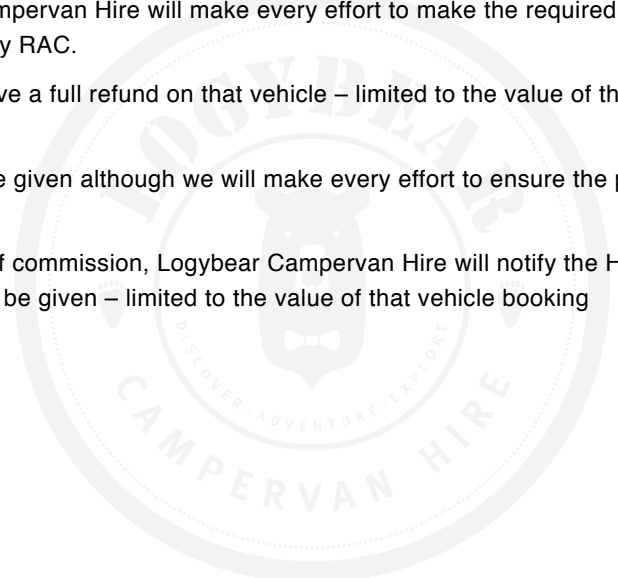 mpervan Hire will make every effort to make the required
y RAC.
ve a full refund on that vehicle – limited to the value of th
e given although we will make every effort to ensure the p
f commission, Logybear Campervan Hire will notify the H
be given – limited to the value of that vehicle booking
LOGYBEAR
DISCOVER · ADVENTURE · EXPLORE
CAMPERVAN HIRE